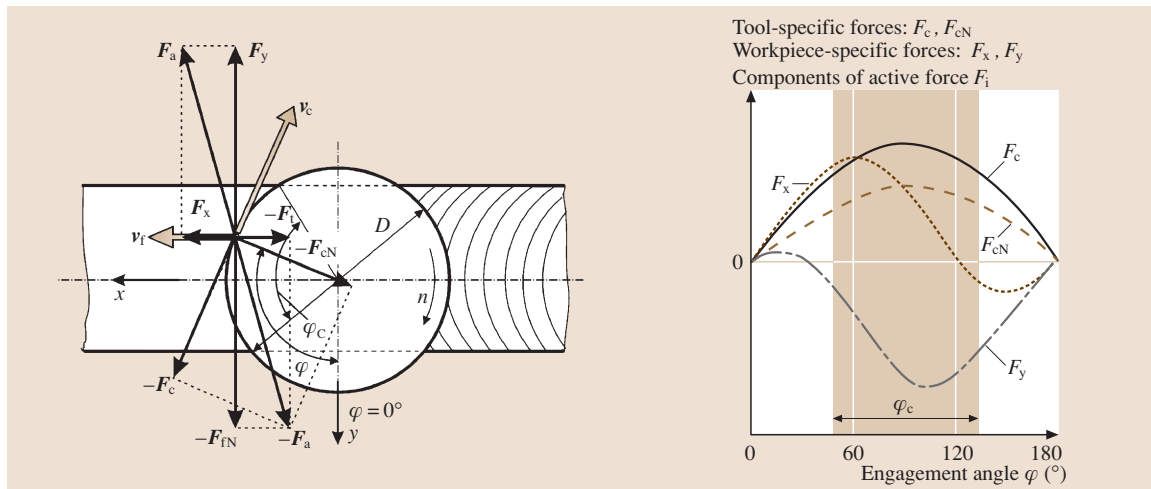 Fa
Fy
vc
Fx
−Ft
D
vf
−FcN
x
n
φC
φ
−Fc
φ = 0°
−FfN
−Fa
y
Tool-specific forces: Fc , FcN
Workpiece-specific forces: Fx , Fy
Components of active force Fi
Fc
Fx
FcN
0
Fy
φc
0 60 120 180
Engagement angle φ (°)